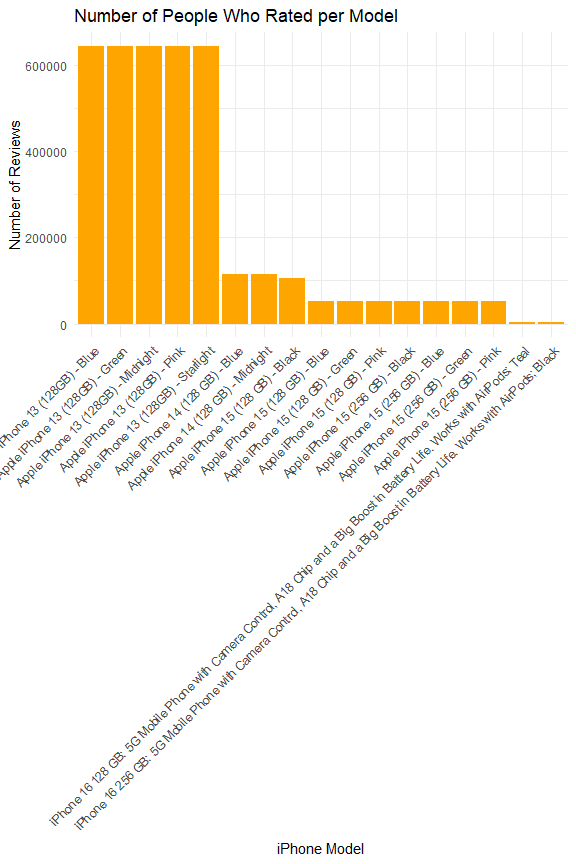 Number of People Who Rated per Model
Number of Reviews
600000
400000
200000
0
iPhone 13 (128GB) - Blue
Apple iPhone 13 (128GB) - Green
Apple iPhone 13 (128GB) - Midnight
Apple iPhone 13 (128GB) - Pink
Apple iPhone 13 (128GB) - Starlight
Apple iPhone 14 (128 GB) - Blue
Apple iPhone 14 (128 GB) - Midnight
Apple iPhone 15 (128 GB) - Black
Apple iPhone 15 (128 GB) - Blue
Apple iPhone 15 (128 GB) - Green
Apple iPhone 15 (128 GB) - Pink
Apple iPhone 15 (256 GB) - Black
Apple iPhone 15 (256 GB) - Blue
Apple iPhone 15 (256 GB) - Green
Apple iPhone 15 (256 GB) - Pink
iPhone 16 128 GB: 5G Mobile Phone with Camera Control, A18 Chip and a Big Boost in Battery Life. Works with AirPods; Teal
iPhone 16 256 GB: 5G Mobile Phone with Camera Control, A18 Chip and a Big Boost in Battery Life. Works with AirPods; Black
iPhone Model